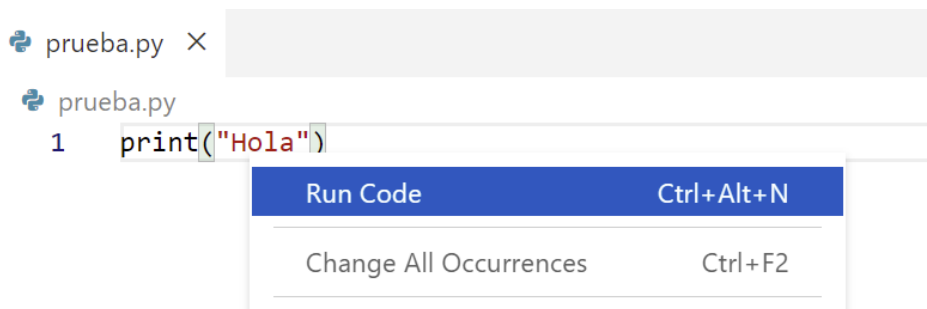 prueba.py ×
prueba.py
1 print("Hola")
Run Code Ctrl+Alt+N
Change All Occurrences Ctrl+F2